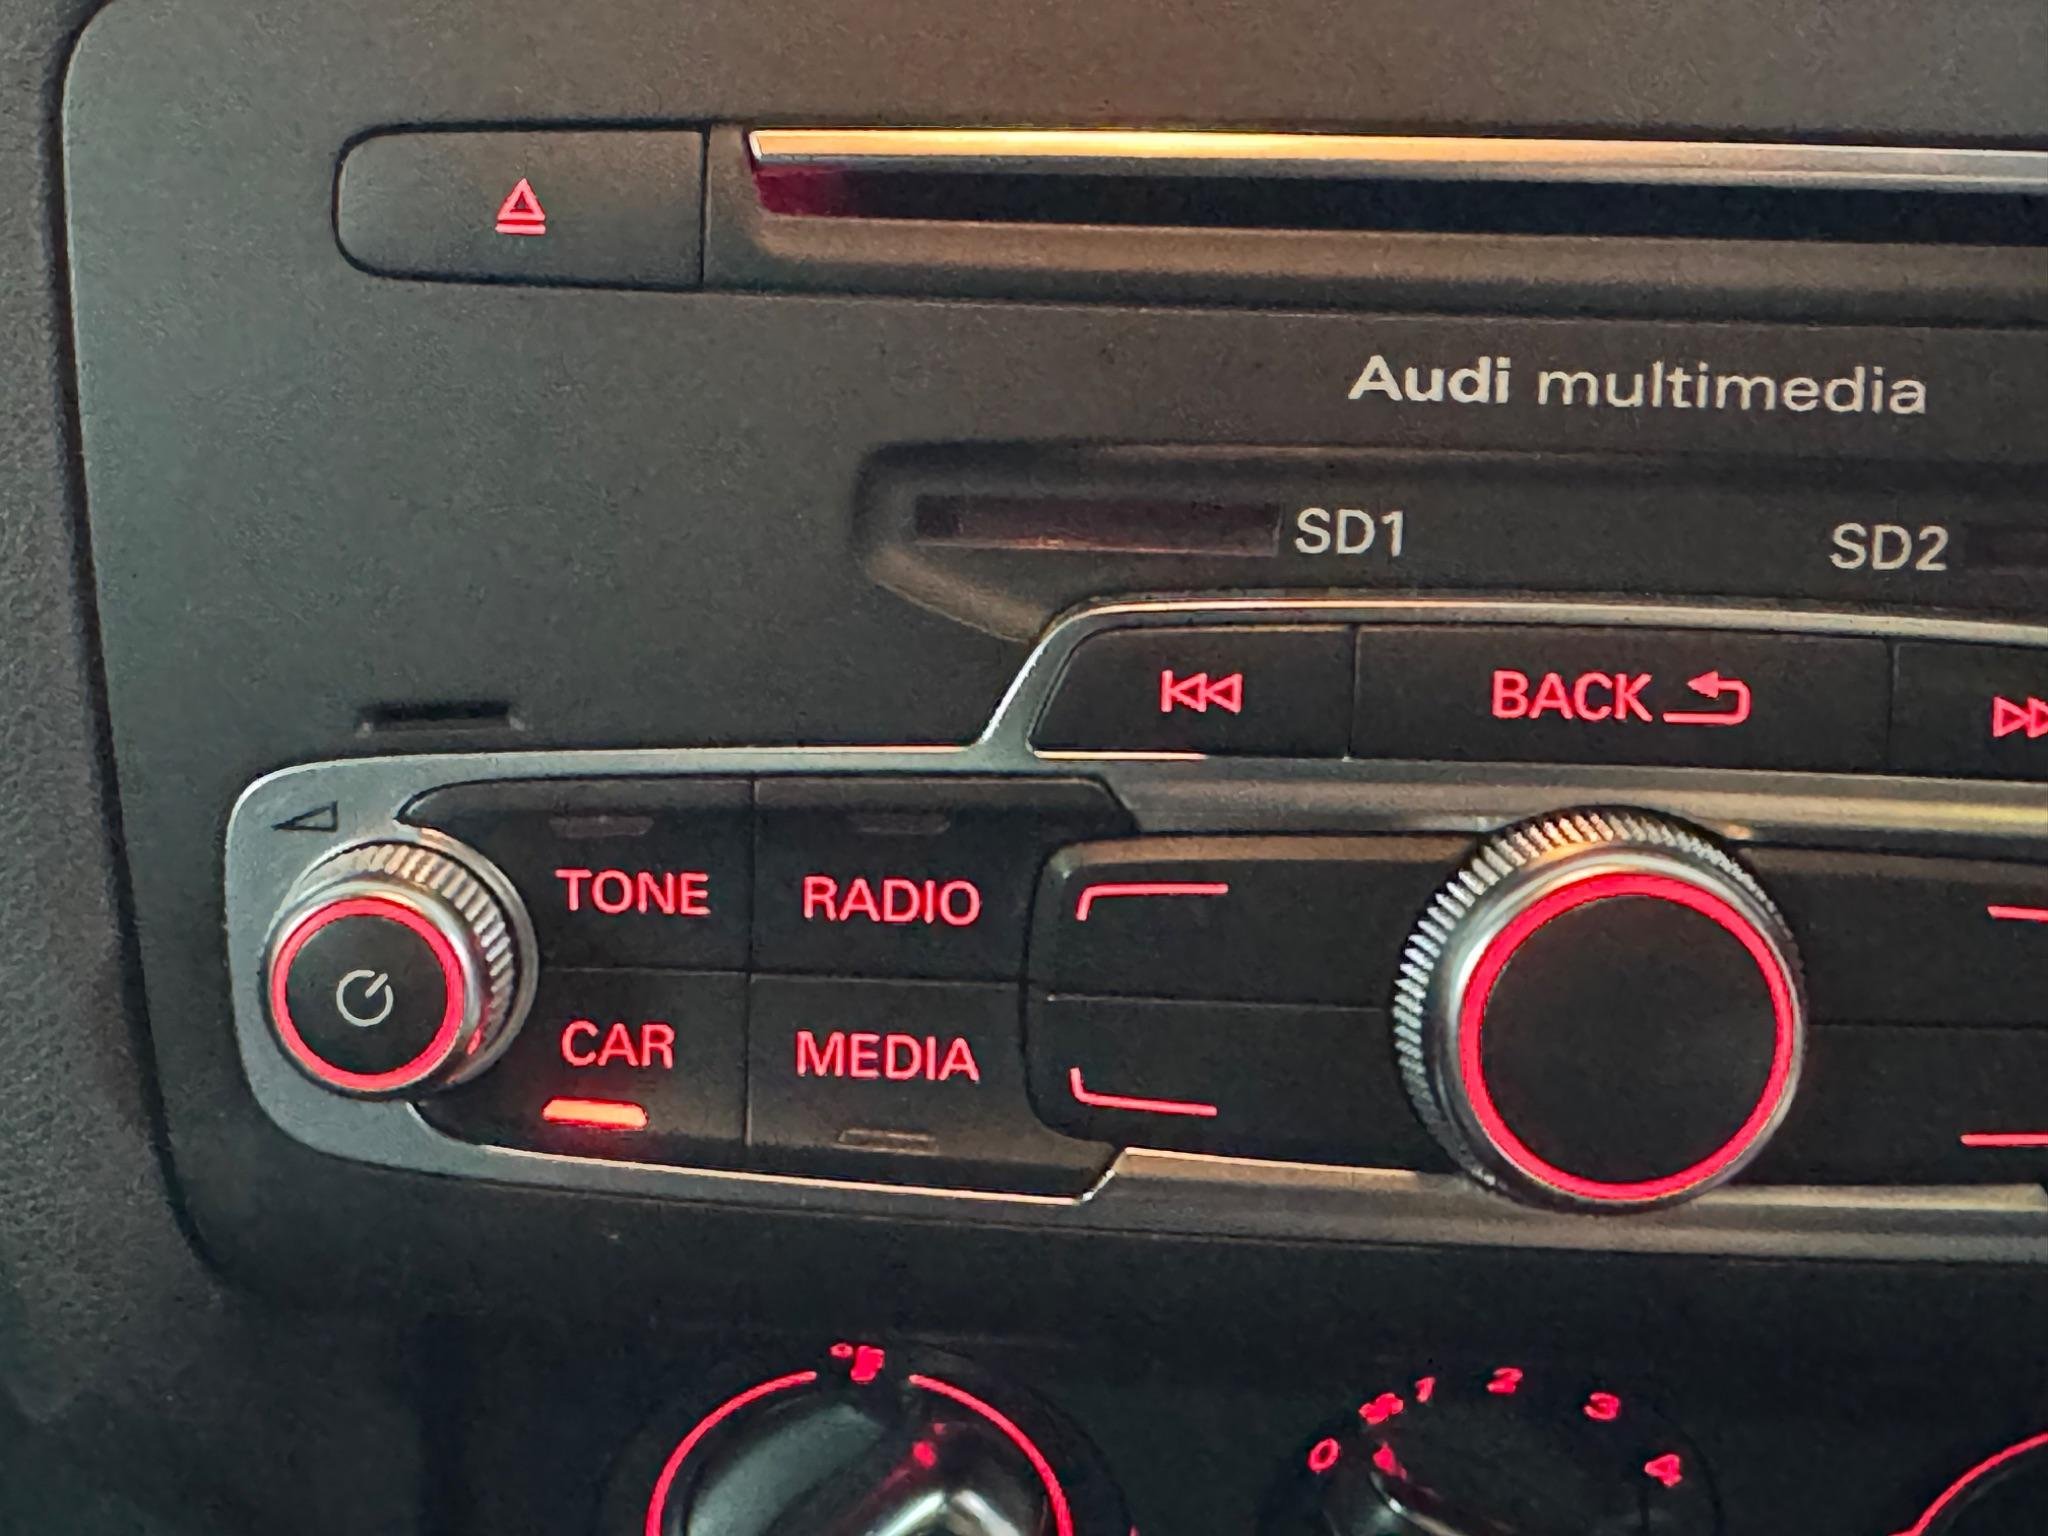 Audi multimedia
SD1 SD2
BACK
TONE RADIO
CAR MEDIA
1 2 3
0 4